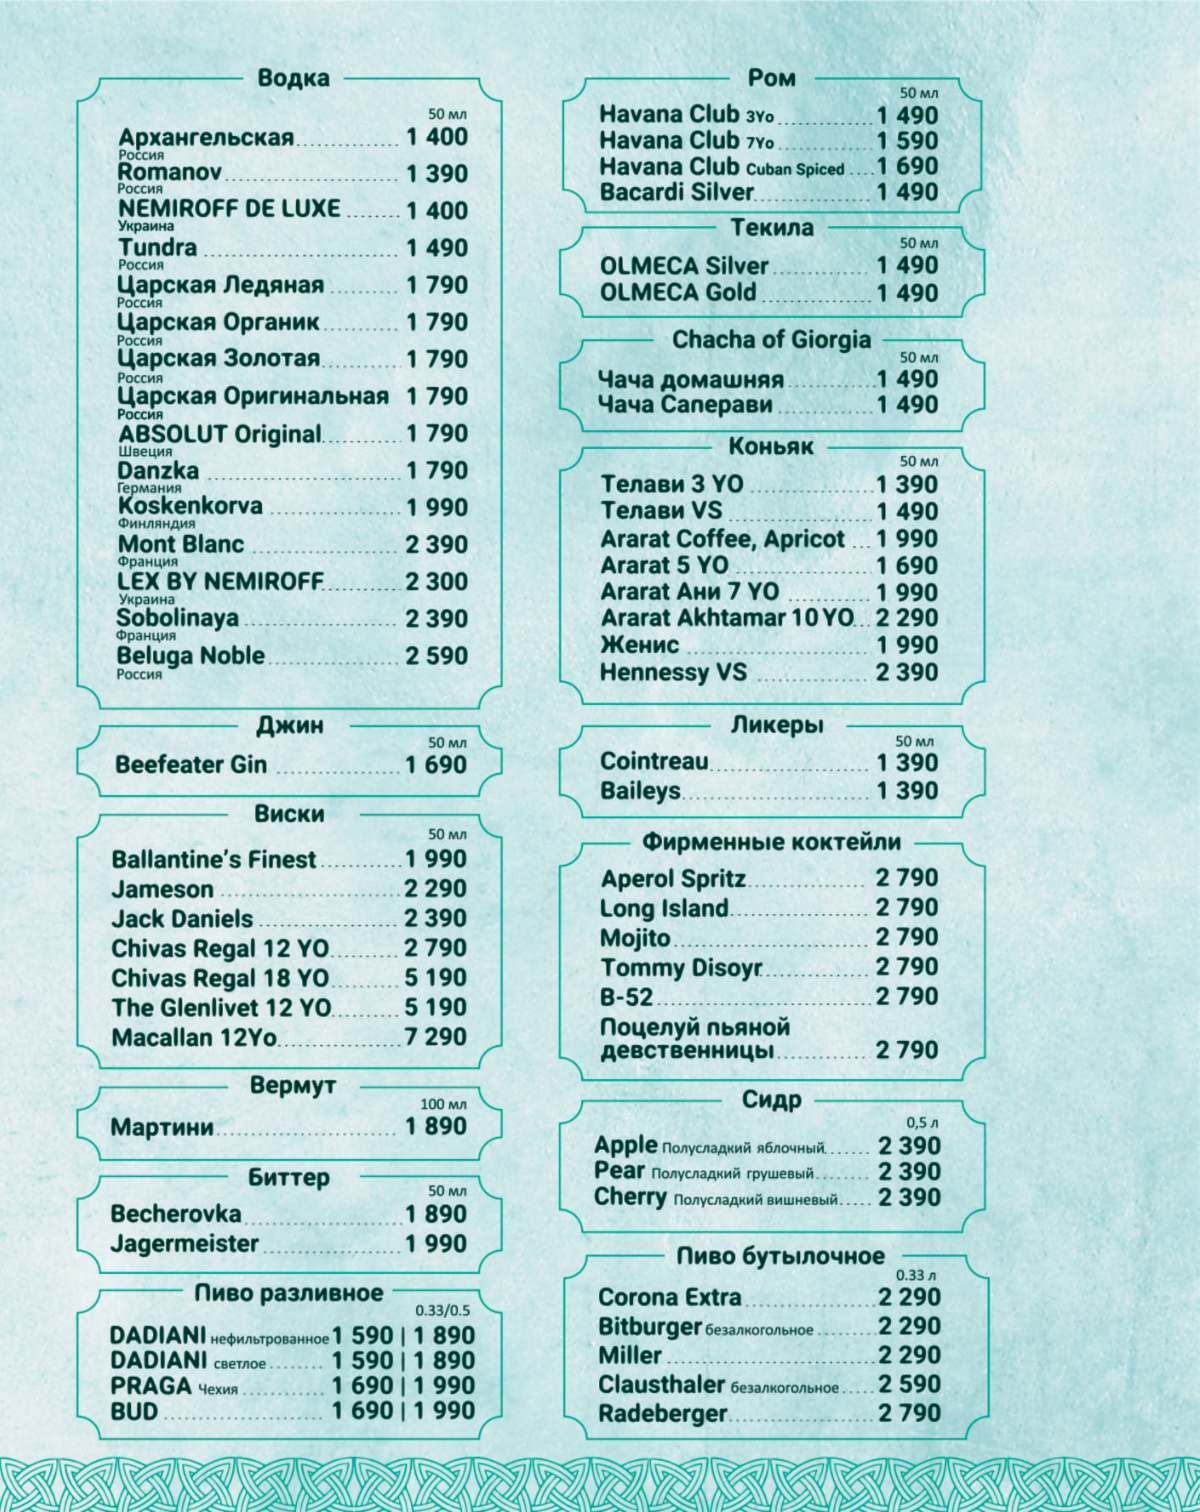 Водка
50 мл
Архангельская 1 400
Россия
Romanov 1 390
Россия
NEMIROFF DE LUXE 1 400
Украина
Tundra 1 490
Россия
Царская Ледяная 1 790
Россия
Царская Органик 1 790
Россия
Царская Золотая 1 790
Россия
Царская Оригинальная 1 790
Россия
ABSOLUT Original 1 790
Швеция
Danzka 1 790
Германия
Koskenkorva 1 990
Финляндия
Mont Blanc 2 390
Франция
LEX BY NEMIROFF 2 300
Украина
Sobolinaya 2 390
Франция
Beluga Noble 2 590
Россия
Джин
50 мл
Beefeater Gin 1 690
Виски
50 мл
Ballantine’s Finest 1 990
Jameson 2 290
Jack Daniels 2 390
Chivas Regal 12 YO 2 790
Chivas Regal 18 YO 5 190
The Glenlivet 12 YO 5 190
Macallan 12Yo 7 290
Вермут
100 мл
Мартини 1 890
Биттер
50 мл
Becherovka 1 890
Jagermeister 1 990
Пиво разливное
0.33/0.5
DADIANI нефильтрованное 1 590 | 1 890
DADIANI светлое 1 590 | 1 890
PRAGA Чехия 1 690 | 1 990
BUD 1 690 | 1 990
Ром
50 мл
Havana Club 3Yo 1 490
Havana Club 7Yo 1 590
Havana Club Cuban Spiced 1 690
Bacardi Silver 1 490
Текила
50 мл
OLMECA Silver 1 490
OLMECA Gold 1 490
Chacha of Giorgia
50 мл
Чача домашняя 1 490
Чача Саперави 1 490
Коньяк
50 мл
Телави 3 YO 1 390
Телави VS 1 490
Ararat Coffee, Apricot 1 990
Ararat 5 YO 1 690
Ararat Ани 7 YO 1 990
Ararat Akhtamar 10 YO 2 290
Женис 1 990
Hennessy VS 2 390
Ликеры
50 мл
Cointreau 1 390
Baileys 1 390
Фирменные коктейли
Aperol Spritz 2 790
Long Island 2 790
Mojito 2 790
Tommy Disoyr 2 790
B-52 2 790
Поцелуй пьяной
девственницы 2 790
Сидр
0,5 л
Apple Полусладкий яблочный 2 390
Pear Полусладкий грушевый 2 390
Cherry Полусладкий вишневый 2 390
Пиво бутылочное
0.33 л
Corona Extra 2 290
Bitburger безалкогольное 2 290
Miller 2 290
Clausthaler безалкогольное 2 590
Radeberger 2 790